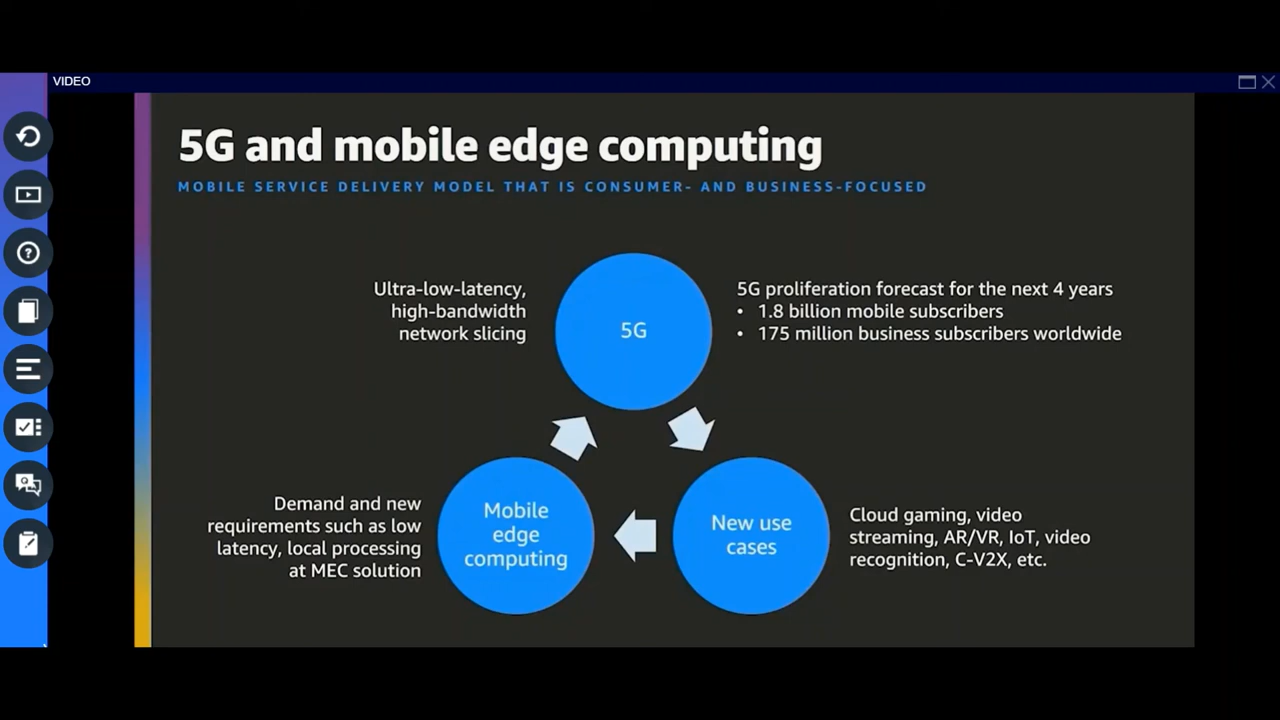 VIDEO
5G and mobile edge computing
MOBILE SERVICE DELIVERY MODEL THAT IS CONSUMER- AND BUSINESS-FOCUSED
Ultra-low-latency,
high-bandwidth
network slicing
5G
5G proliferation forecast for the next 4 years
• 1.8 billion mobile subscribers
• 175 million business subscribers worldwide
Demand and new
requirements such as low
latency, local processing
at MEC solution
Mobile
edge
computing
New use
cases
Cloud gaming, video
streaming, AR/VR, IoT, video
recognition, C-V2X, etc.